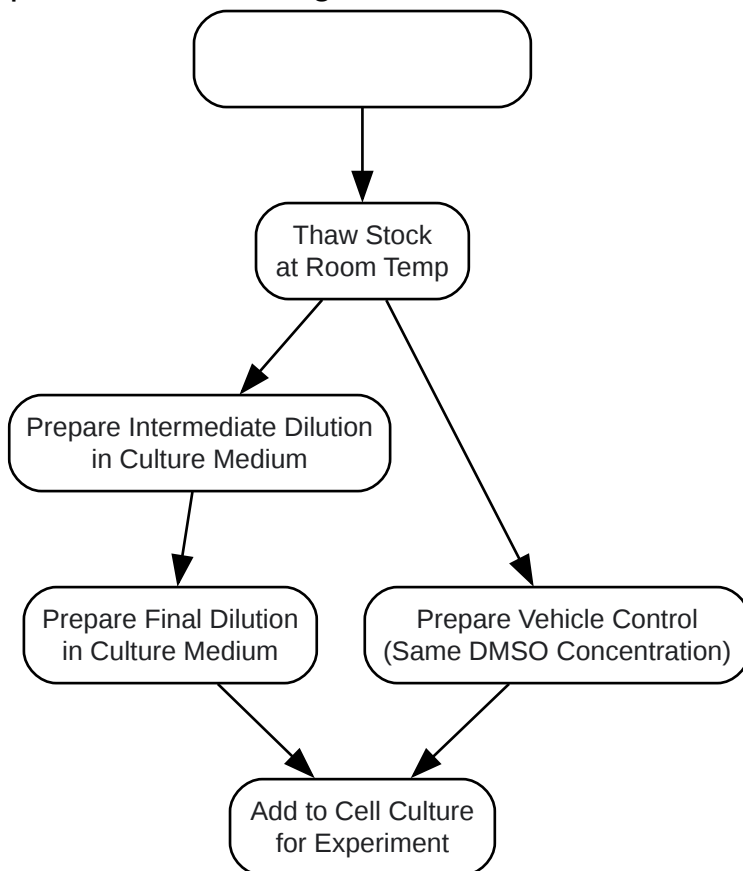 Thaw Stock
at Room Temp
Prepare Intermediate Dilution
in Culture Medium
Prepare Final Dilution
in Culture Medium
Prepare Vehicle Control
(Same DMSO Concentration)
Add to Cell Culture
for Experiment